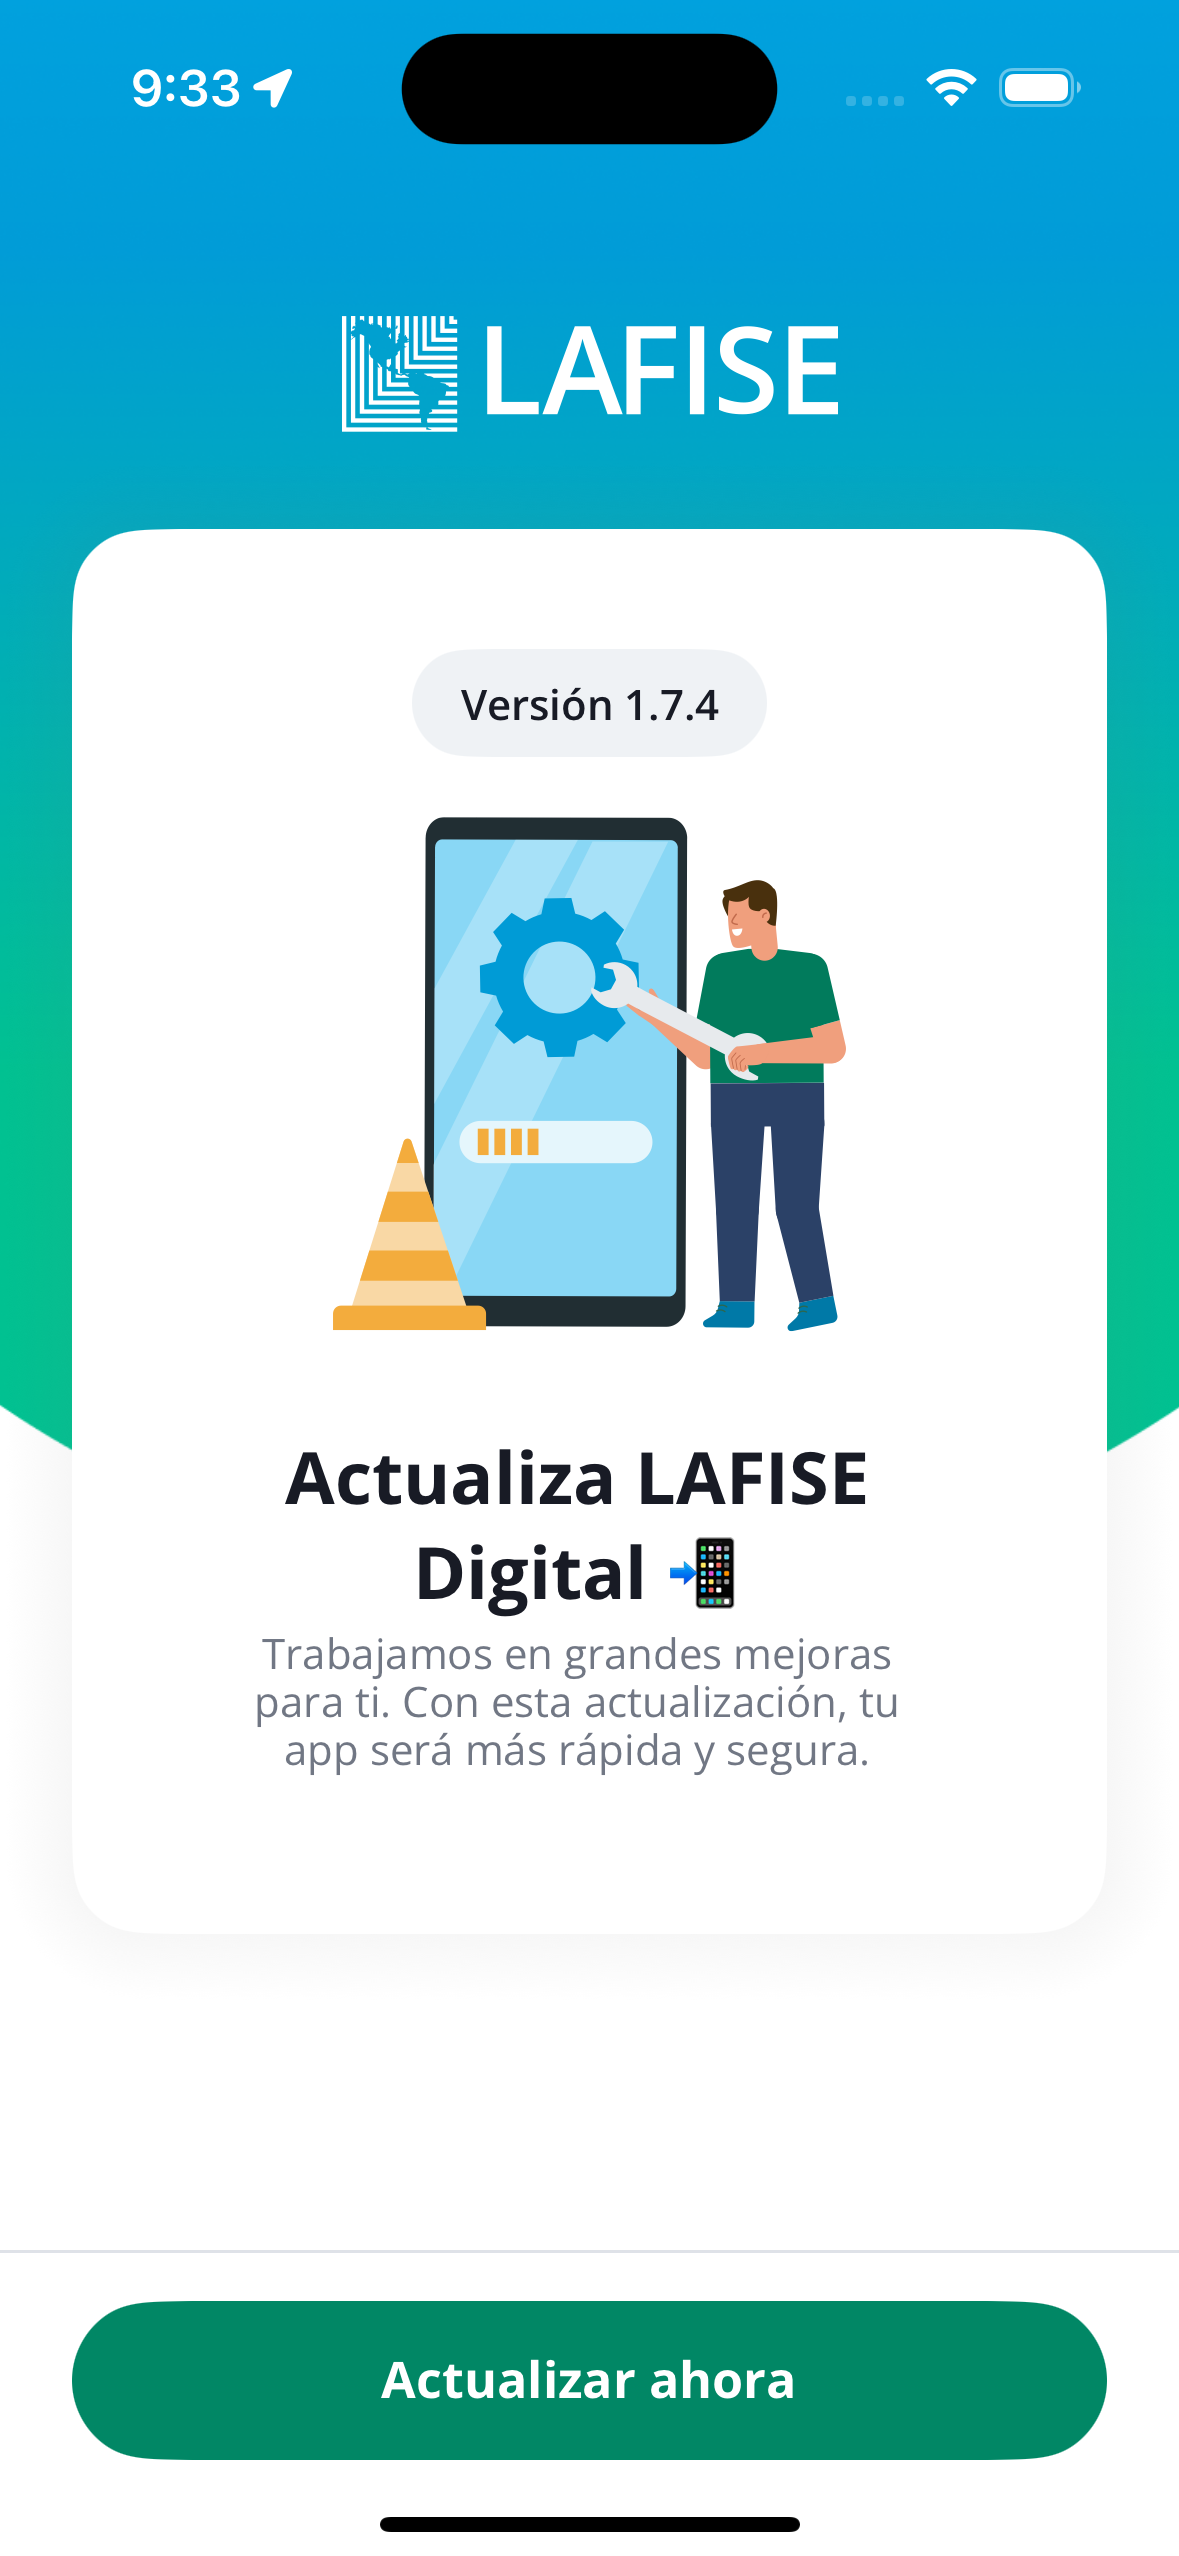 9:33
LAFISE
Versión 1.7.4
Actualiza LAFISE
Digital 📲
Trabajamos en grandes mejoras
para ti. Con esta actualización, tu
app será más rápida y segura.
Actualizar ahora